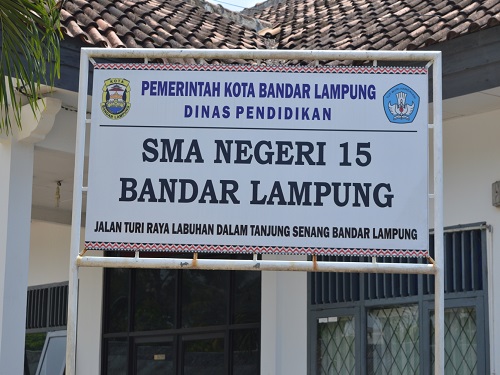 PEMERINTAH KOTA BANDAR LAMPUNG
DINAS PENDIDIKAN
SMA NEGERI 15
BANDAR LAMPUNG
JALAN TURI RAYA LABUHAN DALAM TANJUNG SENANG BANDAR LAMPUNG